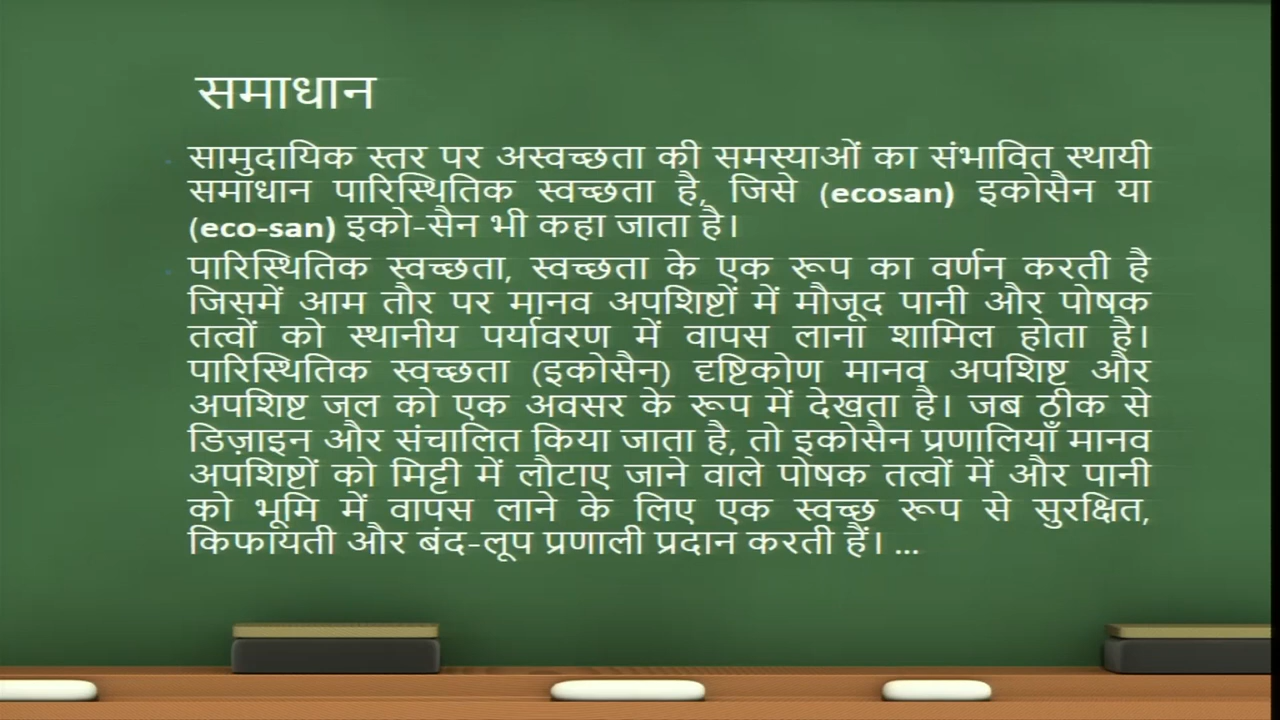 समाधान
सामुदायिक स्तर पर अस्वच्छता की समस्याओं का संभावित स्थायी
समाधान पारिस्थितिक स्वच्छता है, जिसे (ecosan) इकोसैन या
(eco-san) इको-सैन भी कहा जाता है।
पारिस्थितिक स्वच्छता, स्वच्छता के एक रूप का वर्णन करती है
जिसमें आम तौर पर मानव अपशिष्टों में मौजूद पानी और पोषक
तत्वों को स्थानीय पर्यावरण में वापस लाना शामिल होता है।
पारिस्थितिक स्वच्छता (इकोसैन) दृष्टिकोण मानव अपशिष्ट और
अपशिष्ट जल को एक अवसर के रूप में देखता है। जब ठीक से
डिज़ाइन और संचालित किया जाता है, तो इकोसैन प्रणालियाँ मानव
अपशिष्टों को मिट्टी में लौटाए जाने वाले पोषक तत्वों में और पानी
को भूमि में वापस लाने के लिए एक स्वच्छ रूप से सुरक्षित,
किफायती और बंद-लूप प्रणाली प्रदान करती हैं। ...